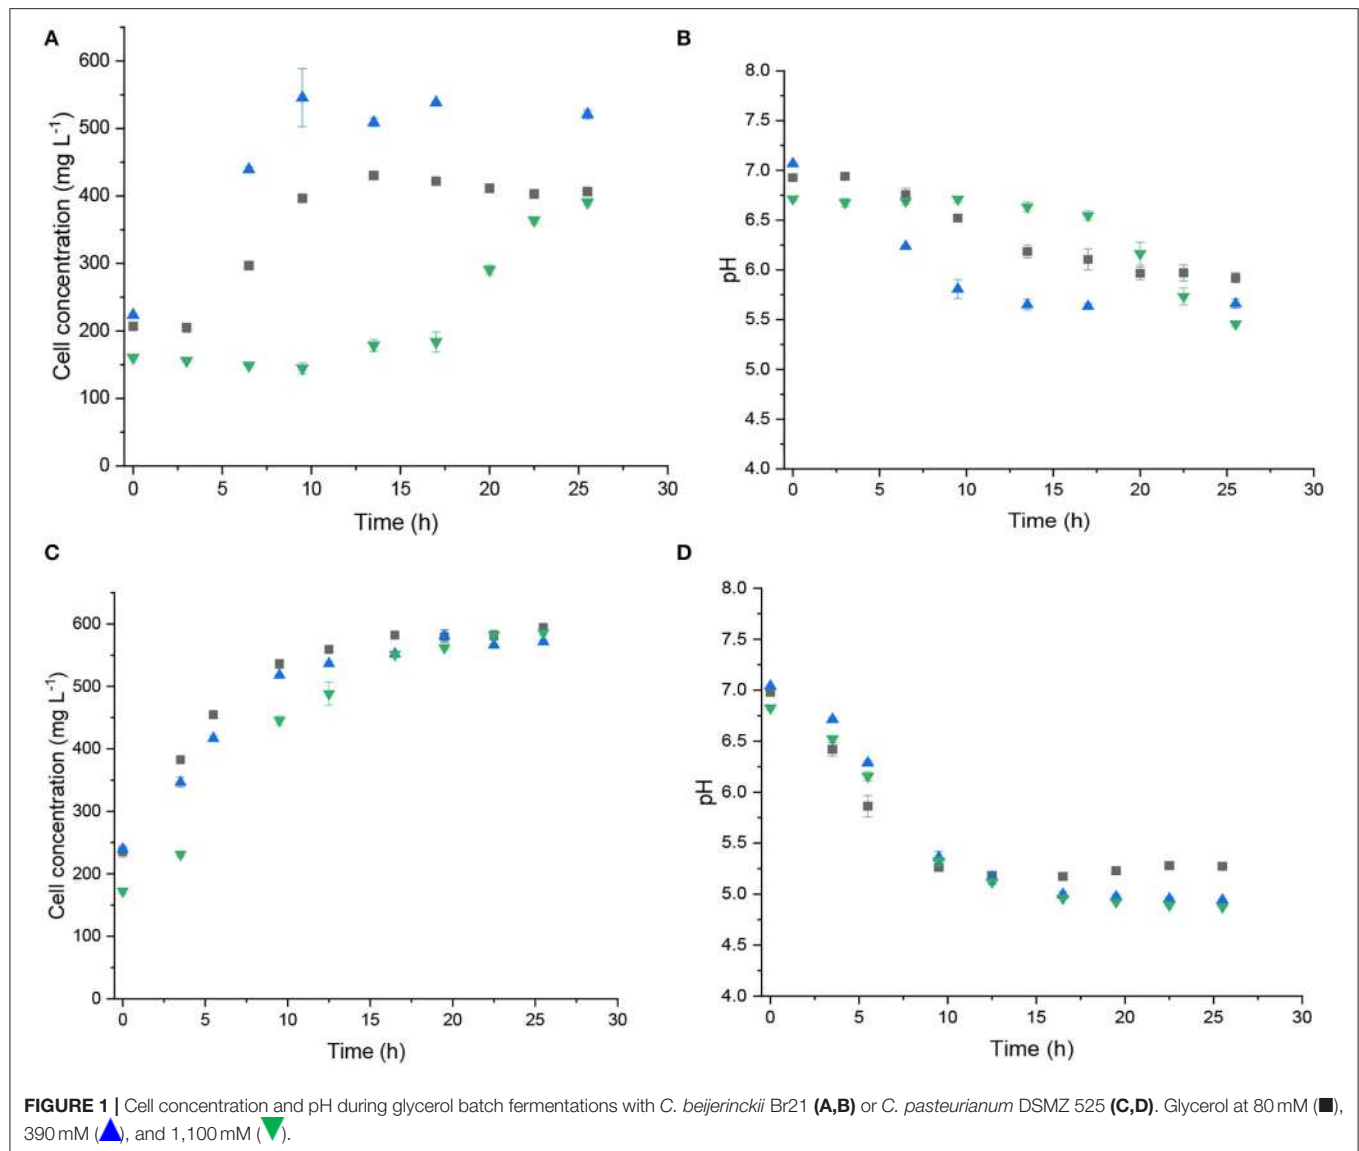 A
600
500
400
300
200
100
0
Cell concentration (mg L⁻¹)
0 5 10 15 20 25 30
Time (h)
B
8.0
7.5
7.0
6.5
6.0
5.5
5.0
4.5
4.0
pH
0 5 10 15 20 25 30
Time (h)
C
600
500
400
300
200
100
0
Cell concentration (mg L⁻¹)
0 5 10 15 20 25 30
Time (h)
D
8.0
7.5
7.0
6.5
6.0
5.5
5.0
4.5
4.0
pH
0 5 10 15 20 25 30
Time (h)
FIGURE 1 | Cell concentration and pH during glycerol batch fermentations with C. beijerinckii Br21 (A,B) or C. pasteurianum DSMZ 525 (C,D). Glycerol at 80 mM (■),
390 mM (▲), and 1,100 mM (▼).